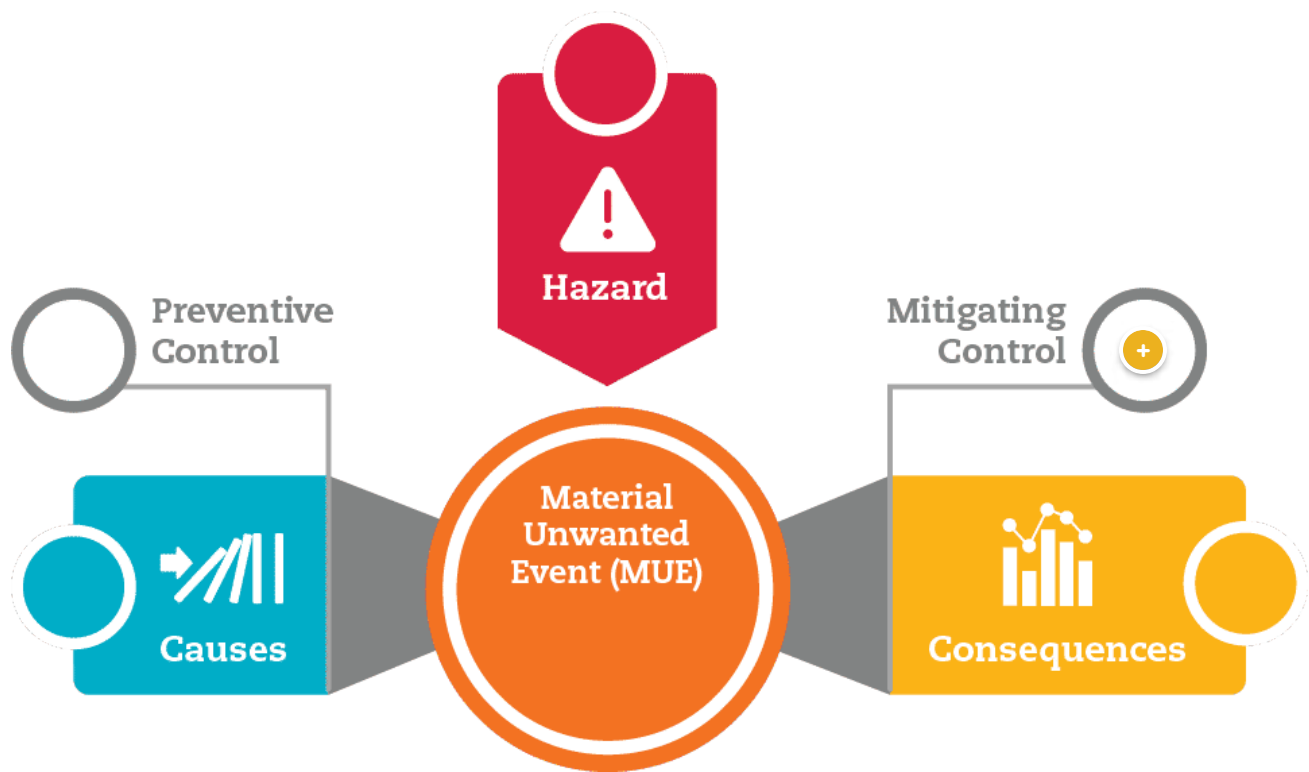 Hazard
Preventive
Control
Mitigating
Control
+
Material
Unwanted
Event (MUE)
Causes
Consequences